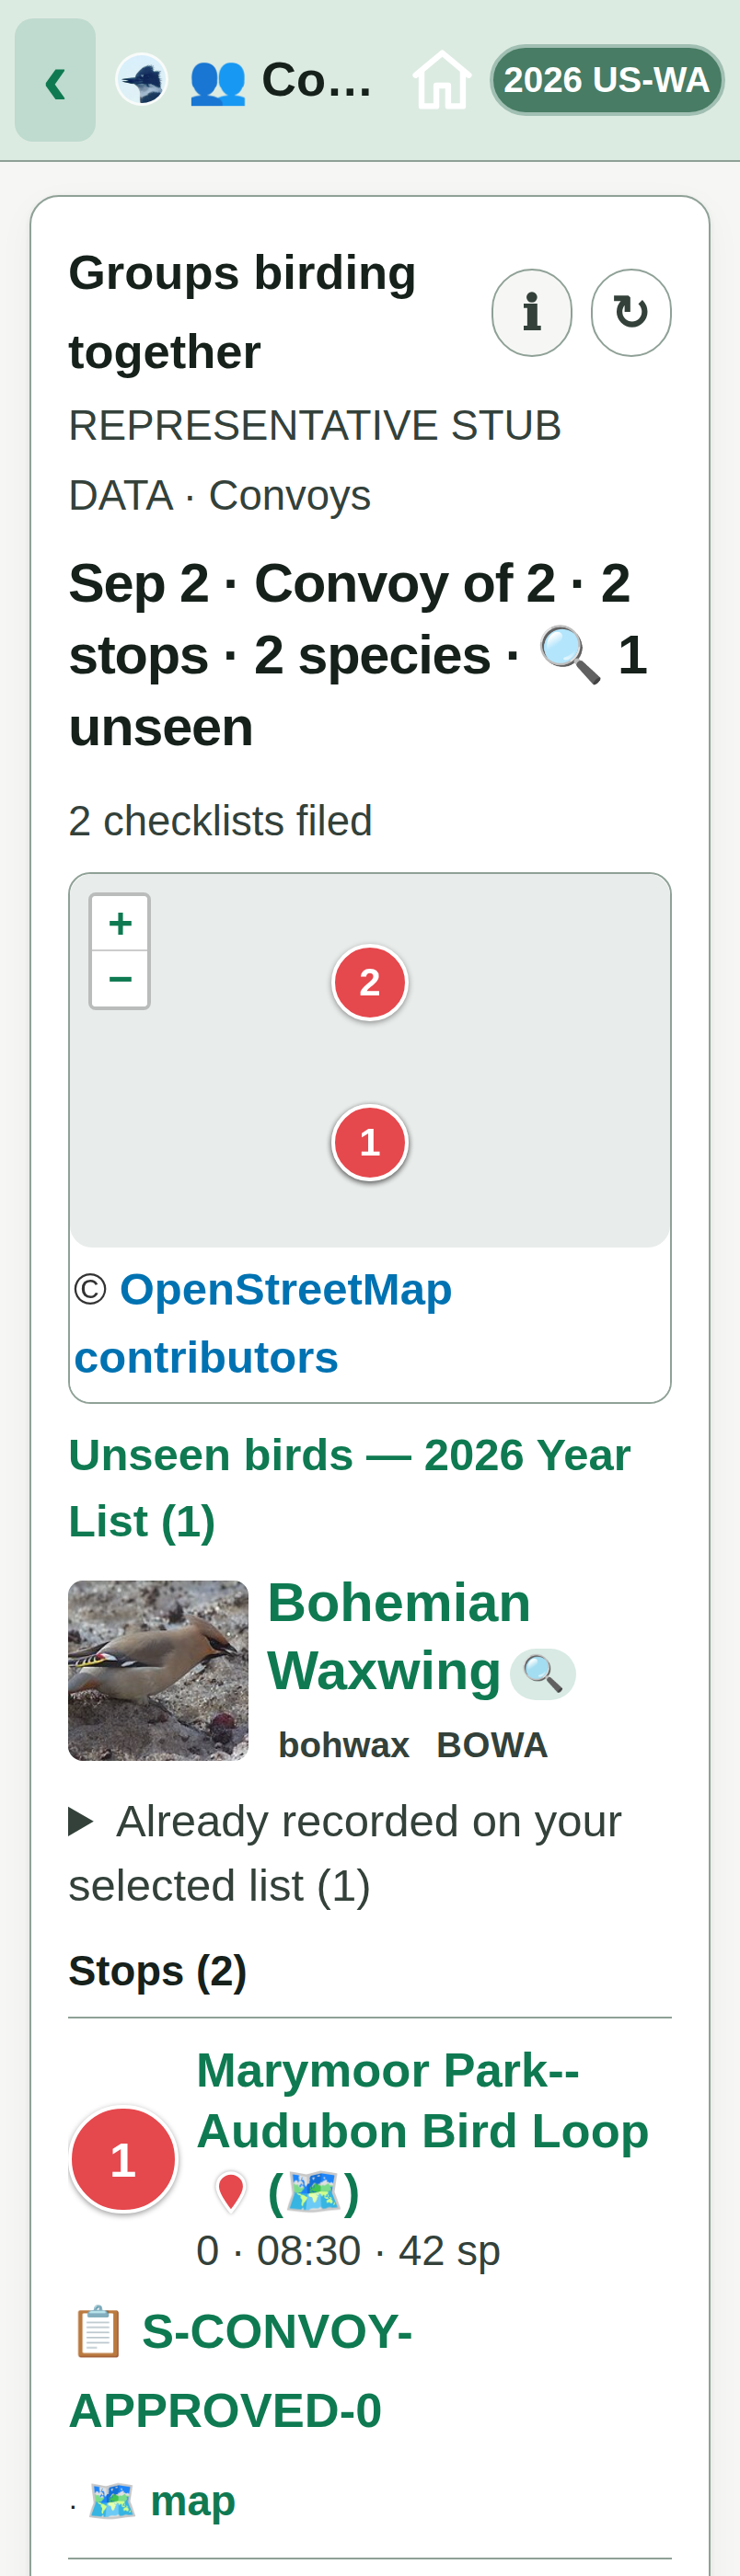 ‹ 👥 Co… 2026 US-WA
Groups birding
together
ℹ ↻
REPRESENTATIVE STUB
DATA · Convoys
Sep 2 · Convoy of 2 · 2
stops · 2 species · 🔍 1
unseen
2 checklists filed
+
−
2
1
© OpenStreetMap
contributors
Unseen birds — 2026 Year
List (1)
Bohemian
Waxwing 🔍
bohwax BOWA
▶ Already recorded on your
selected list (1)
Stops (2)
1
Marymoor Park--
Audubon Bird Loop
📍 (🗺️)
0 · 08:30 · 42 sp
📋 S-CONVOY-
APPROVED-0
· 🗺️ map